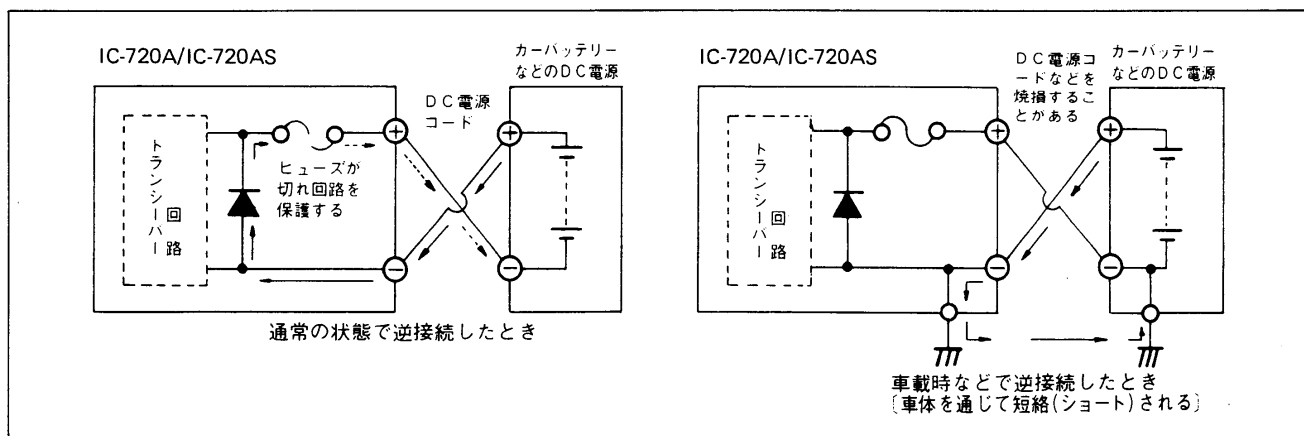 IC-720A/IC-720AS
カーバッテリー
などのDC電源
DC電源
コード
トランシーバー回路
ヒューズが
切れ回路を
保護する
+
+
−
−
通常の状態で逆接続したとき
IC-720A/IC-720AS
DC電源コ
ードなどを
焼損するこ
とがある
カーバッテリー
などのDC電源
トランシーバー回路
+
+
−
−
車載時などで逆接続したとき
〔車体を通じて短絡(ショート)される〕